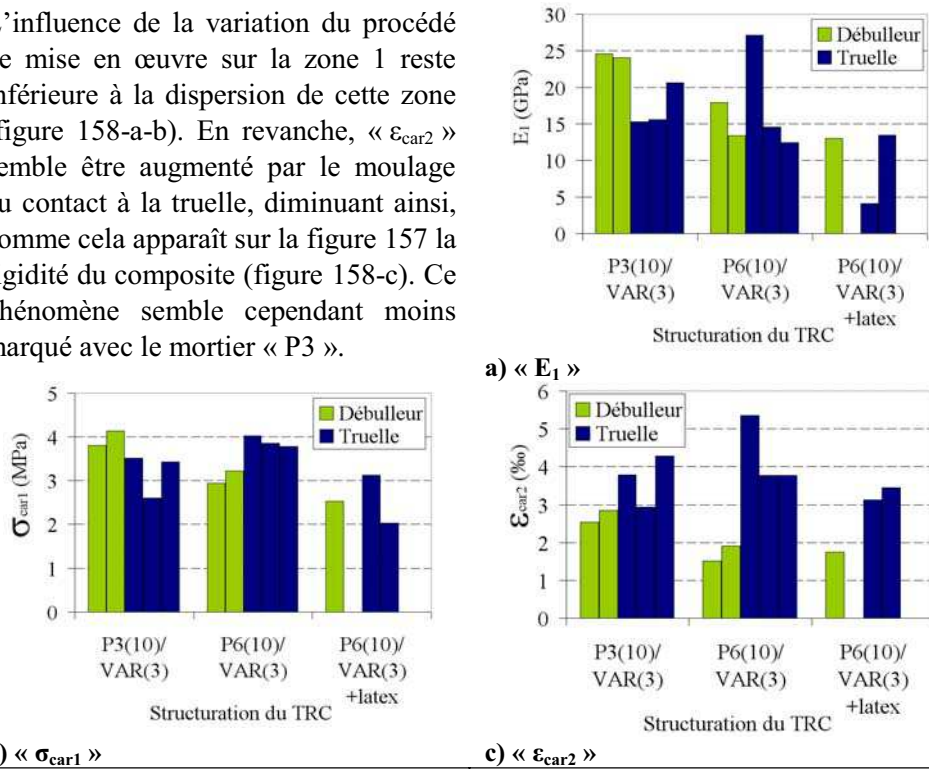 L'influence de la variation du procédé
de mise en œuvre sur la zone 1 reste
inférieure à la dispersion de cette zone
(figure 158-a-b). En revanche, « εcar2 »
semble être augmenté par le moulage
au contact à la truelle, diminuant ainsi,
comme cela apparaît sur la figure 157 la
rigidité du composite (figure 158-c). Ce
phénomène semble cependant moins
marqué avec le mortier « P3 ».
30
25
20
15
10
5
0
E1 (GPa)
Débulleur
Truelle
P3(10)/
VAR(3)
P6(10)/
VAR(3)
P6(10)/
VAR(3)
+latex
Structuration du TRC
a) « E1 »
5
4
3
2
1
0
σcar1 (MPa)
Débulleur
Truelle
P3(10)/
VAR(3)
P6(10)/
VAR(3)
P6(10)/
VAR(3)
+latex
Structuration du TRC
) « σcar1 »
6
5
4
3
2
1
0
εcar2 (‰)
Débulleur
Truelle
P3(10)/
VAR(3)
P6(10)/
VAR(3)
P6(10)/
VAR(3)
+latex
Structuration du TRC
c) « εcar2 »